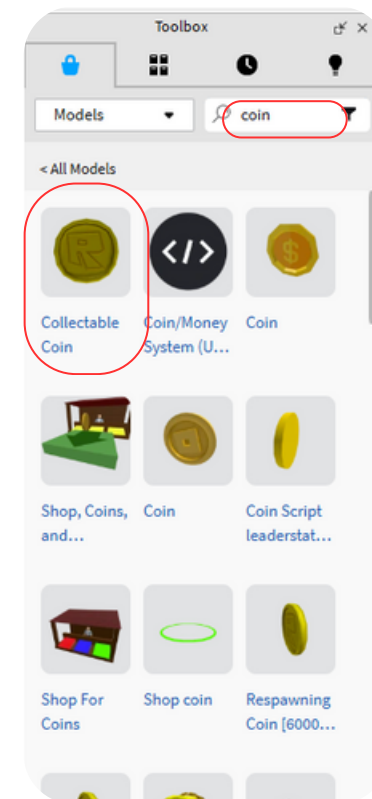 Toolbox
Models
coin
< All Models
R
$
</>
Collectable
Coin
Coin/Money
System (U...
Coin
Shop, Coins,
and...
Coin
Coin Script
leaderstat...
Shop For
Coins
Shop coin
Respawning
Coin [6000...